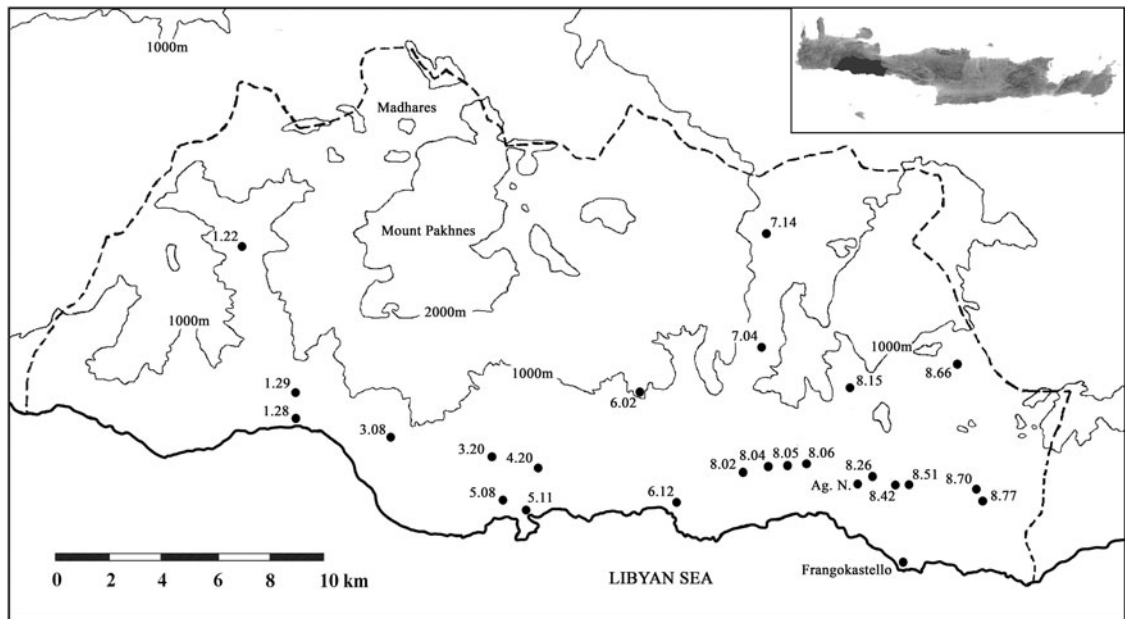 1000m
Madhares
1.22
Mount Pakhnes
7.14
2000m
1000m
7.04
1000m
8.66
1000m
8.15
1.29
6.02
1.28
3.08
3.20
4.20
8.02
8.04
8.05
8.06
8.26
8.51
8.70
Ag. N.
8.42
8.77
5.08
5.11
6.12
Frangokastello
0 2 4 6 8 10 km
LIBYAN SEA